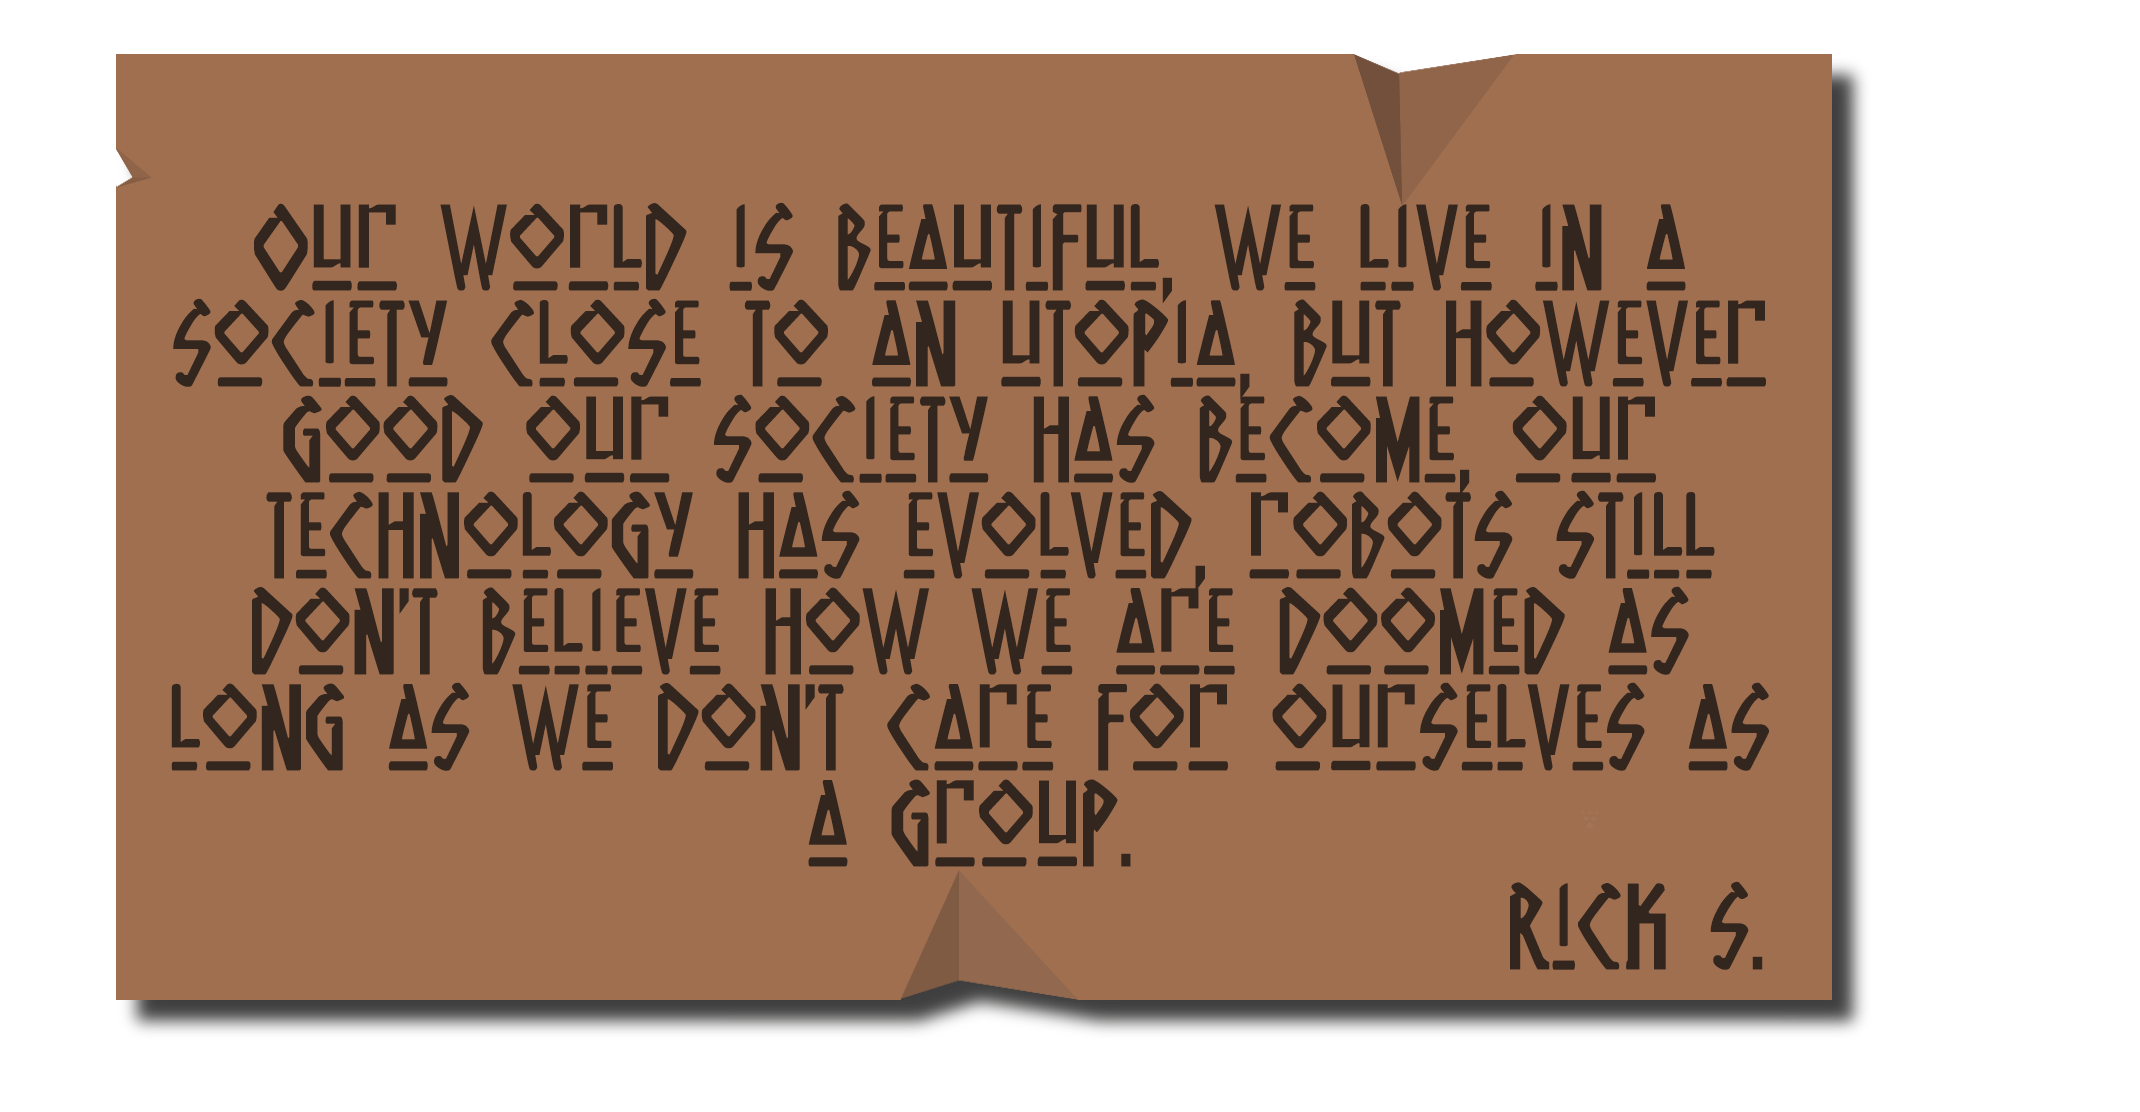 Our world is beautiful, we live in a
society close to an utopia, but however
good our society has become, our
technology has evolved, robots still
don't believe how we are doomed as
long as we don't care for ourselves as
a group.
Rick S.